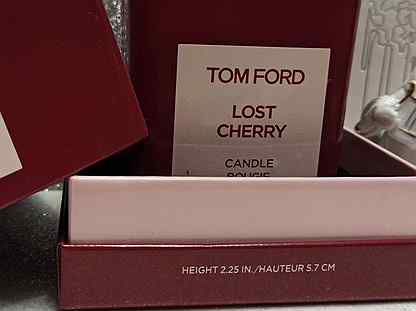 TOM FORD
LOST
CHERRY
CANDLE
BOUGIE
HEIGHT 2.25 IN./HAUTEUR 5.7 CM